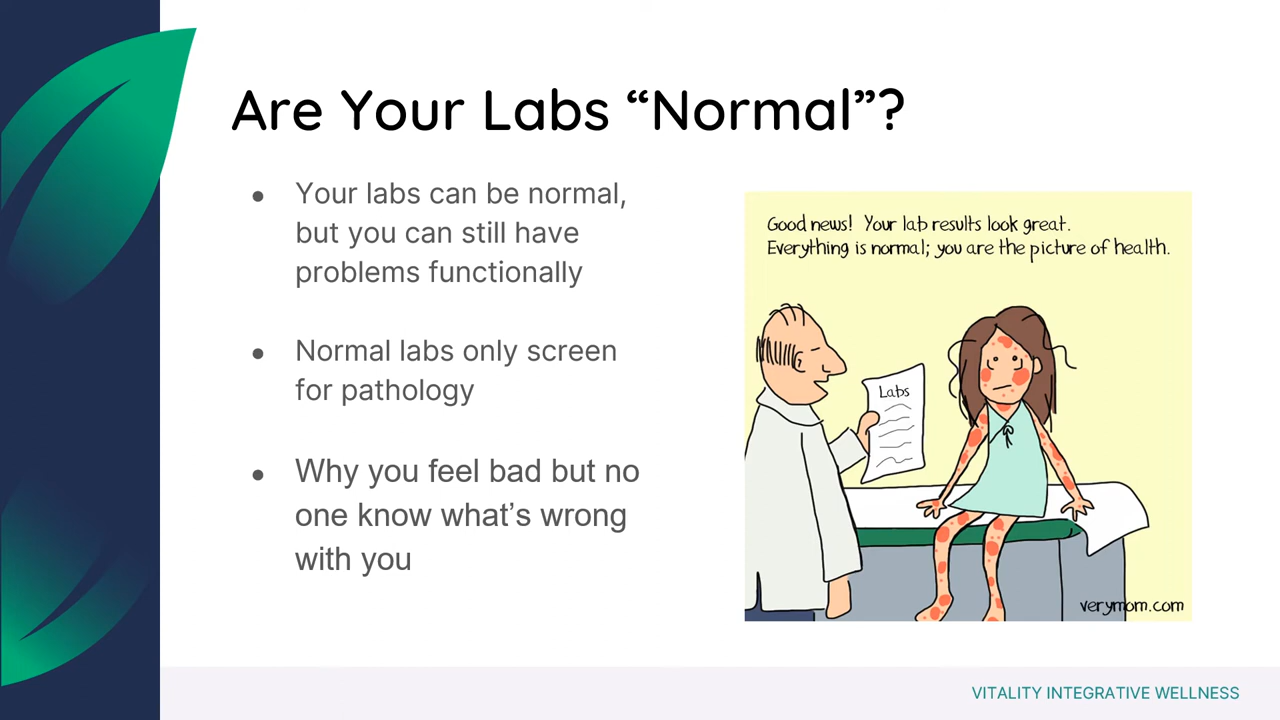 Are Your Labs “Normal”?
● Your labs can be normal,
but you can still have
problems functionally
● Normal labs only screen
for pathology
● Why you feel bad but no
one know what’s wrong
with you
Good news! Your lab results look great.
Everything is normal; you are the picture of health.
Labs
verymom.com
VITALITY INTEGRATIVE WELLNESS